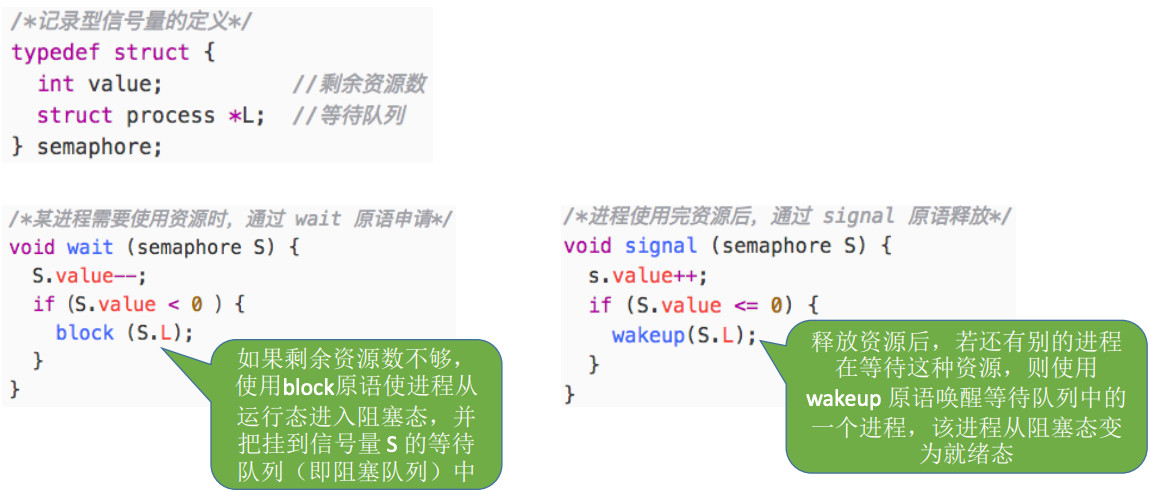 /*记录型信号量的定义*/
typedef struct {
  int value;          //剩余资源数
  struct process *L;  //等待队列
} semaphore;
/*某进程需要使用资源时，通过 wait 原语申请*/
void wait (semaphore S) {
  S.value--;
  if (S.value < 0 ) {
    block (S.L);
  }
}
如果剩余资源数不够，
使用block原语使进程从
运行态进入阻塞态，并
把挂到信号量 S 的等待
队列（即阻塞队列）中
/*进程使用完资源后，通过 signal 原语释放*/
void signal (semaphore S) {
  s.value++;
  if (S.value <= 0) {
    wakeup(S.L);
  }
}
释放资源后，若还有别的进程
在等待这种资源，则使用
wakeup 原语唤醒等待队列中的
一个进程，该进程从阻塞态变
为就绪态